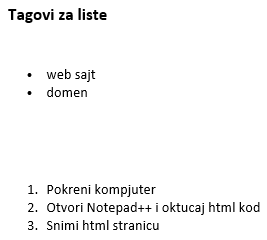 Tagovi za liste
• web sajt
• domen
1. Pokreni kompjuter
2. Otvori Notepad++ i oktucaj html kod
3. Snimi html stranicu